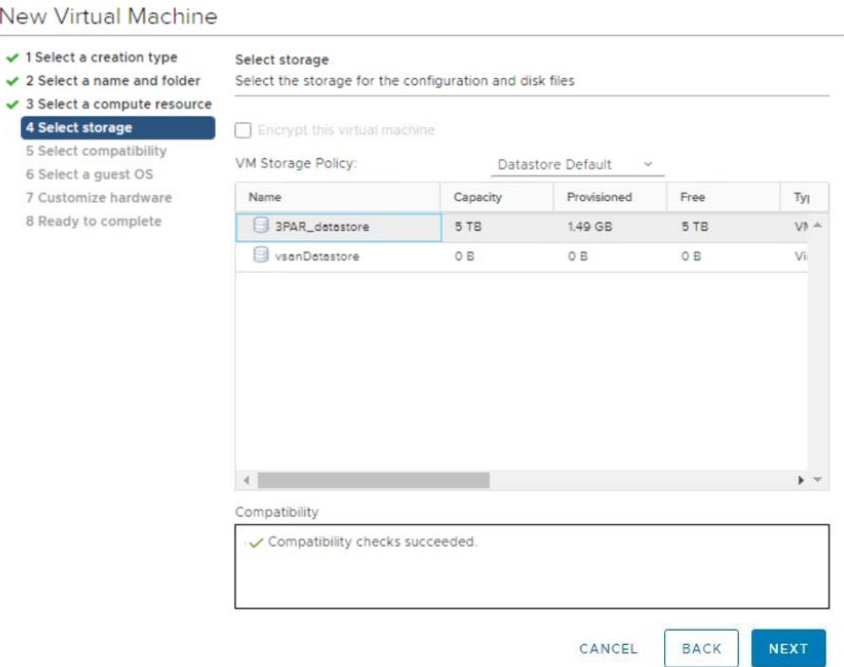 New Virtual Machine
1 Select a creation type
2 Select a name and folder
3 Select a compute resource
4 Select storage
5 Select compatibility
6 Select a guest OS
7 Customize hardware
8 Ready to complete
Select storage
Select the storage for the configuration and disk files
Encrypt this virtual machine
VM Storage Policy: Datastore Default
Name Capacity Provisioned Free
3PAR_datastore 5 TB 1.49 GB 5 TB
vsanDatastore 0 B 0 B 0 B
Compatibility
Compatibility checks succeeded.
CANCEL BACK NEXT